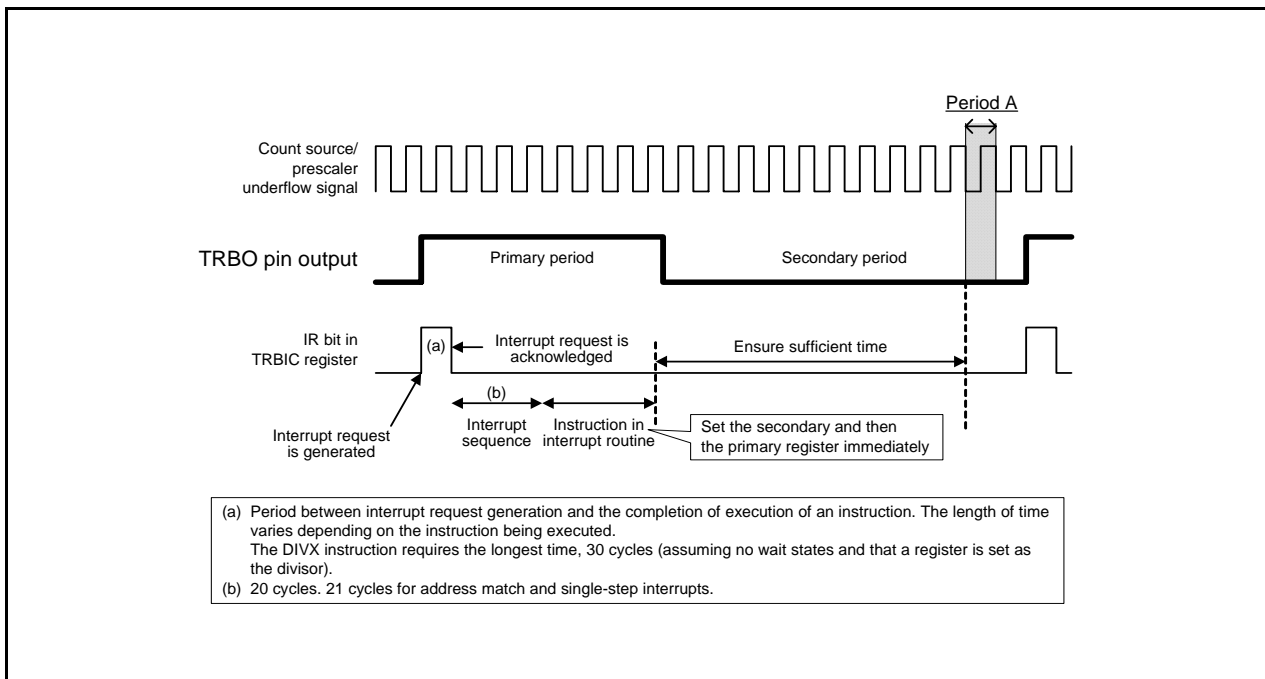 Period A
Count source/
prescaler
underflow signal
TRBO pin output
Primary period
Secondary period
IR bit in
TRBIC register
(a)
Interrupt request is
acknowledged
Ensure sufficient time
(b)
Interrupt
sequence
Instruction in
interrupt routine
Set the secondary and then
the primary register immediately
Interrupt request
is generated
(a) Period between interrupt request generation and the completion of execution of an instruction. The length of time
varies depending on the instruction being executed.
The DIVX instruction requires the longest time, 30 cycles (assuming no wait states and that a register is set as
the divisor).
(b) 20 cycles. 21 cycles for address match and single-step interrupts.